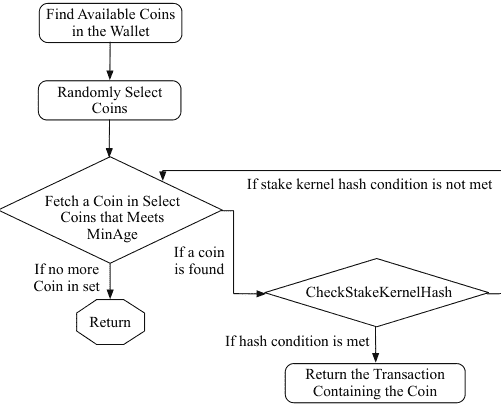 Find Available Coins
in the Wallet
Randomly Select
Coins
If stake kernel hash condition is not met
Fetch a Coin in Select
Coins that Meets
MinAge
If a coin
is found
If no more
Coin in set
CheckStakeKernelHash
Return
If hash condition is met
Return the Transaction
Containing the Coin